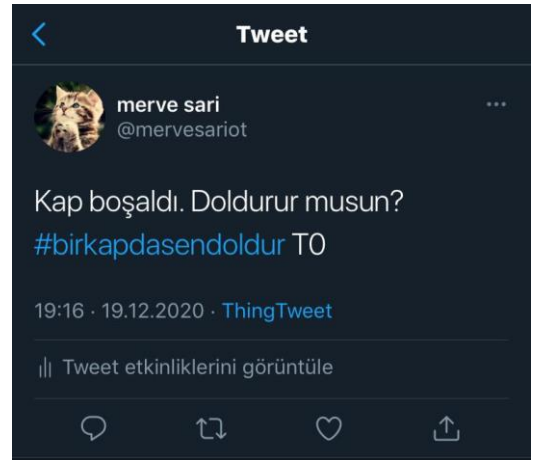 Tweet
merve sari
@mervesariot
Kap boşaldı. Doldurur musun?
#birkapdasendoldur T0
19:16 · 19.12.2020 · ThingTweet
Tweet etkinliklerini görüntüle